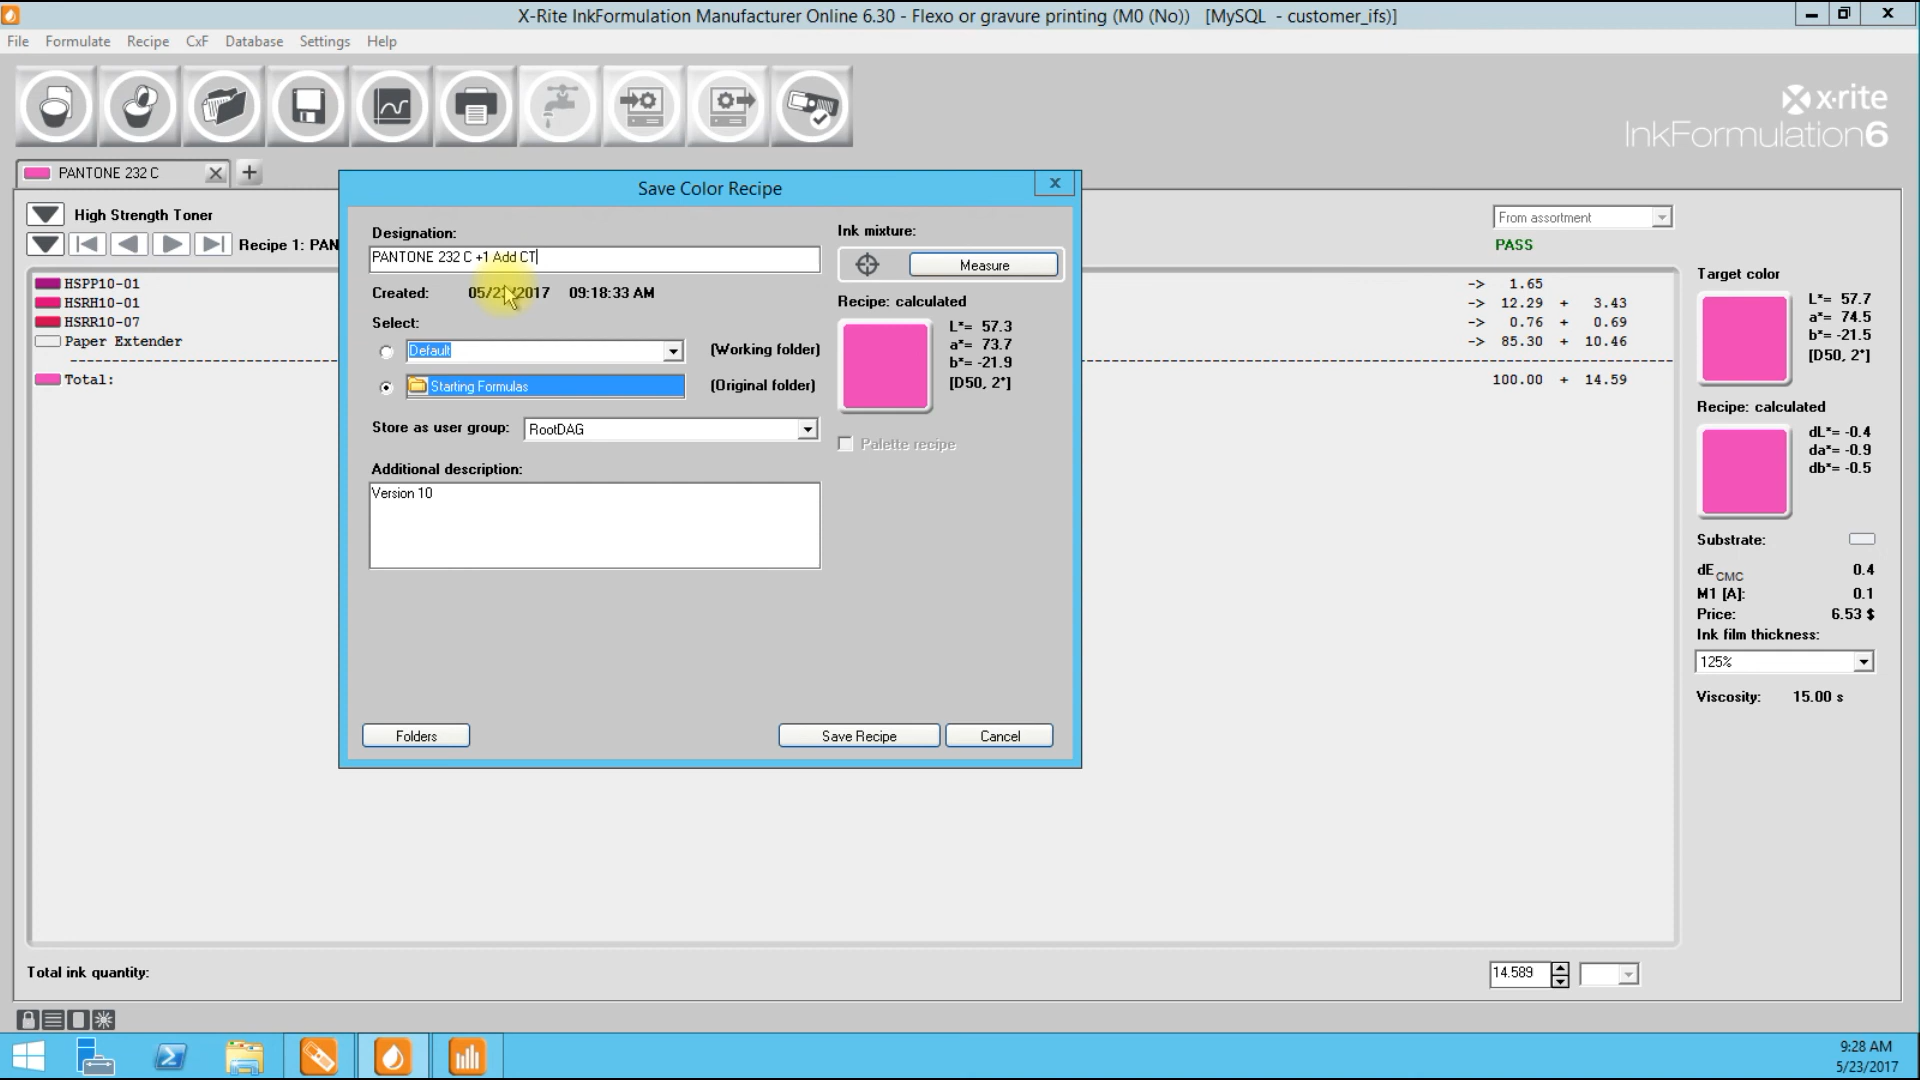 X-Rite InkFormulation Manufacturer Online 6.30 - Flexo or gravure printing (M0 (No)) [MySQL - customer_ifs)]
File Formulate Recipe CxF Database Settings Help
x·rite
InkFormulation6
PANTONE 232 C
High Strength Toner
Recipe 1: PAN
From assortment
PASS
HSPP10-01
HSRH10-01
HSRR10-07
Paper Extender
Total:
-> 1.65
-> 12.29 + 3.43
-> 0.76 + 0.69
-> 85.30 + 10.46
100.00 + 14.59
Save Color Recipe
Designation:
PANTONE 232 C +1 Add CT
Created: 05/23/2017 09:18:33 AM
Select:
Default (Working folder)
Starting Formulas (Original folder)
Store as user group: RootDAG
Additional description:
Version 10
Ink mixture:
Measure
Recipe: calculated
L*= 57.3
a*= 73.7
b*= -21.9
[D50, 2°]
Palette recipe
Folders Save Recipe Cancel
Target color
L*= 57.7
a*= 74.5
b*= -21.5
[D50, 2°]
Recipe: calculated
dL*= -0.4
da*= -0.9
db*= -0.5
Substrate:
dE CMC 0.4
M1 [A]: 0.1
Price: 6.53 $
Ink film thickness:
125%
Viscosity: 15.00 s
Total ink quantity:
14.589
9:28 AM
5/23/2017